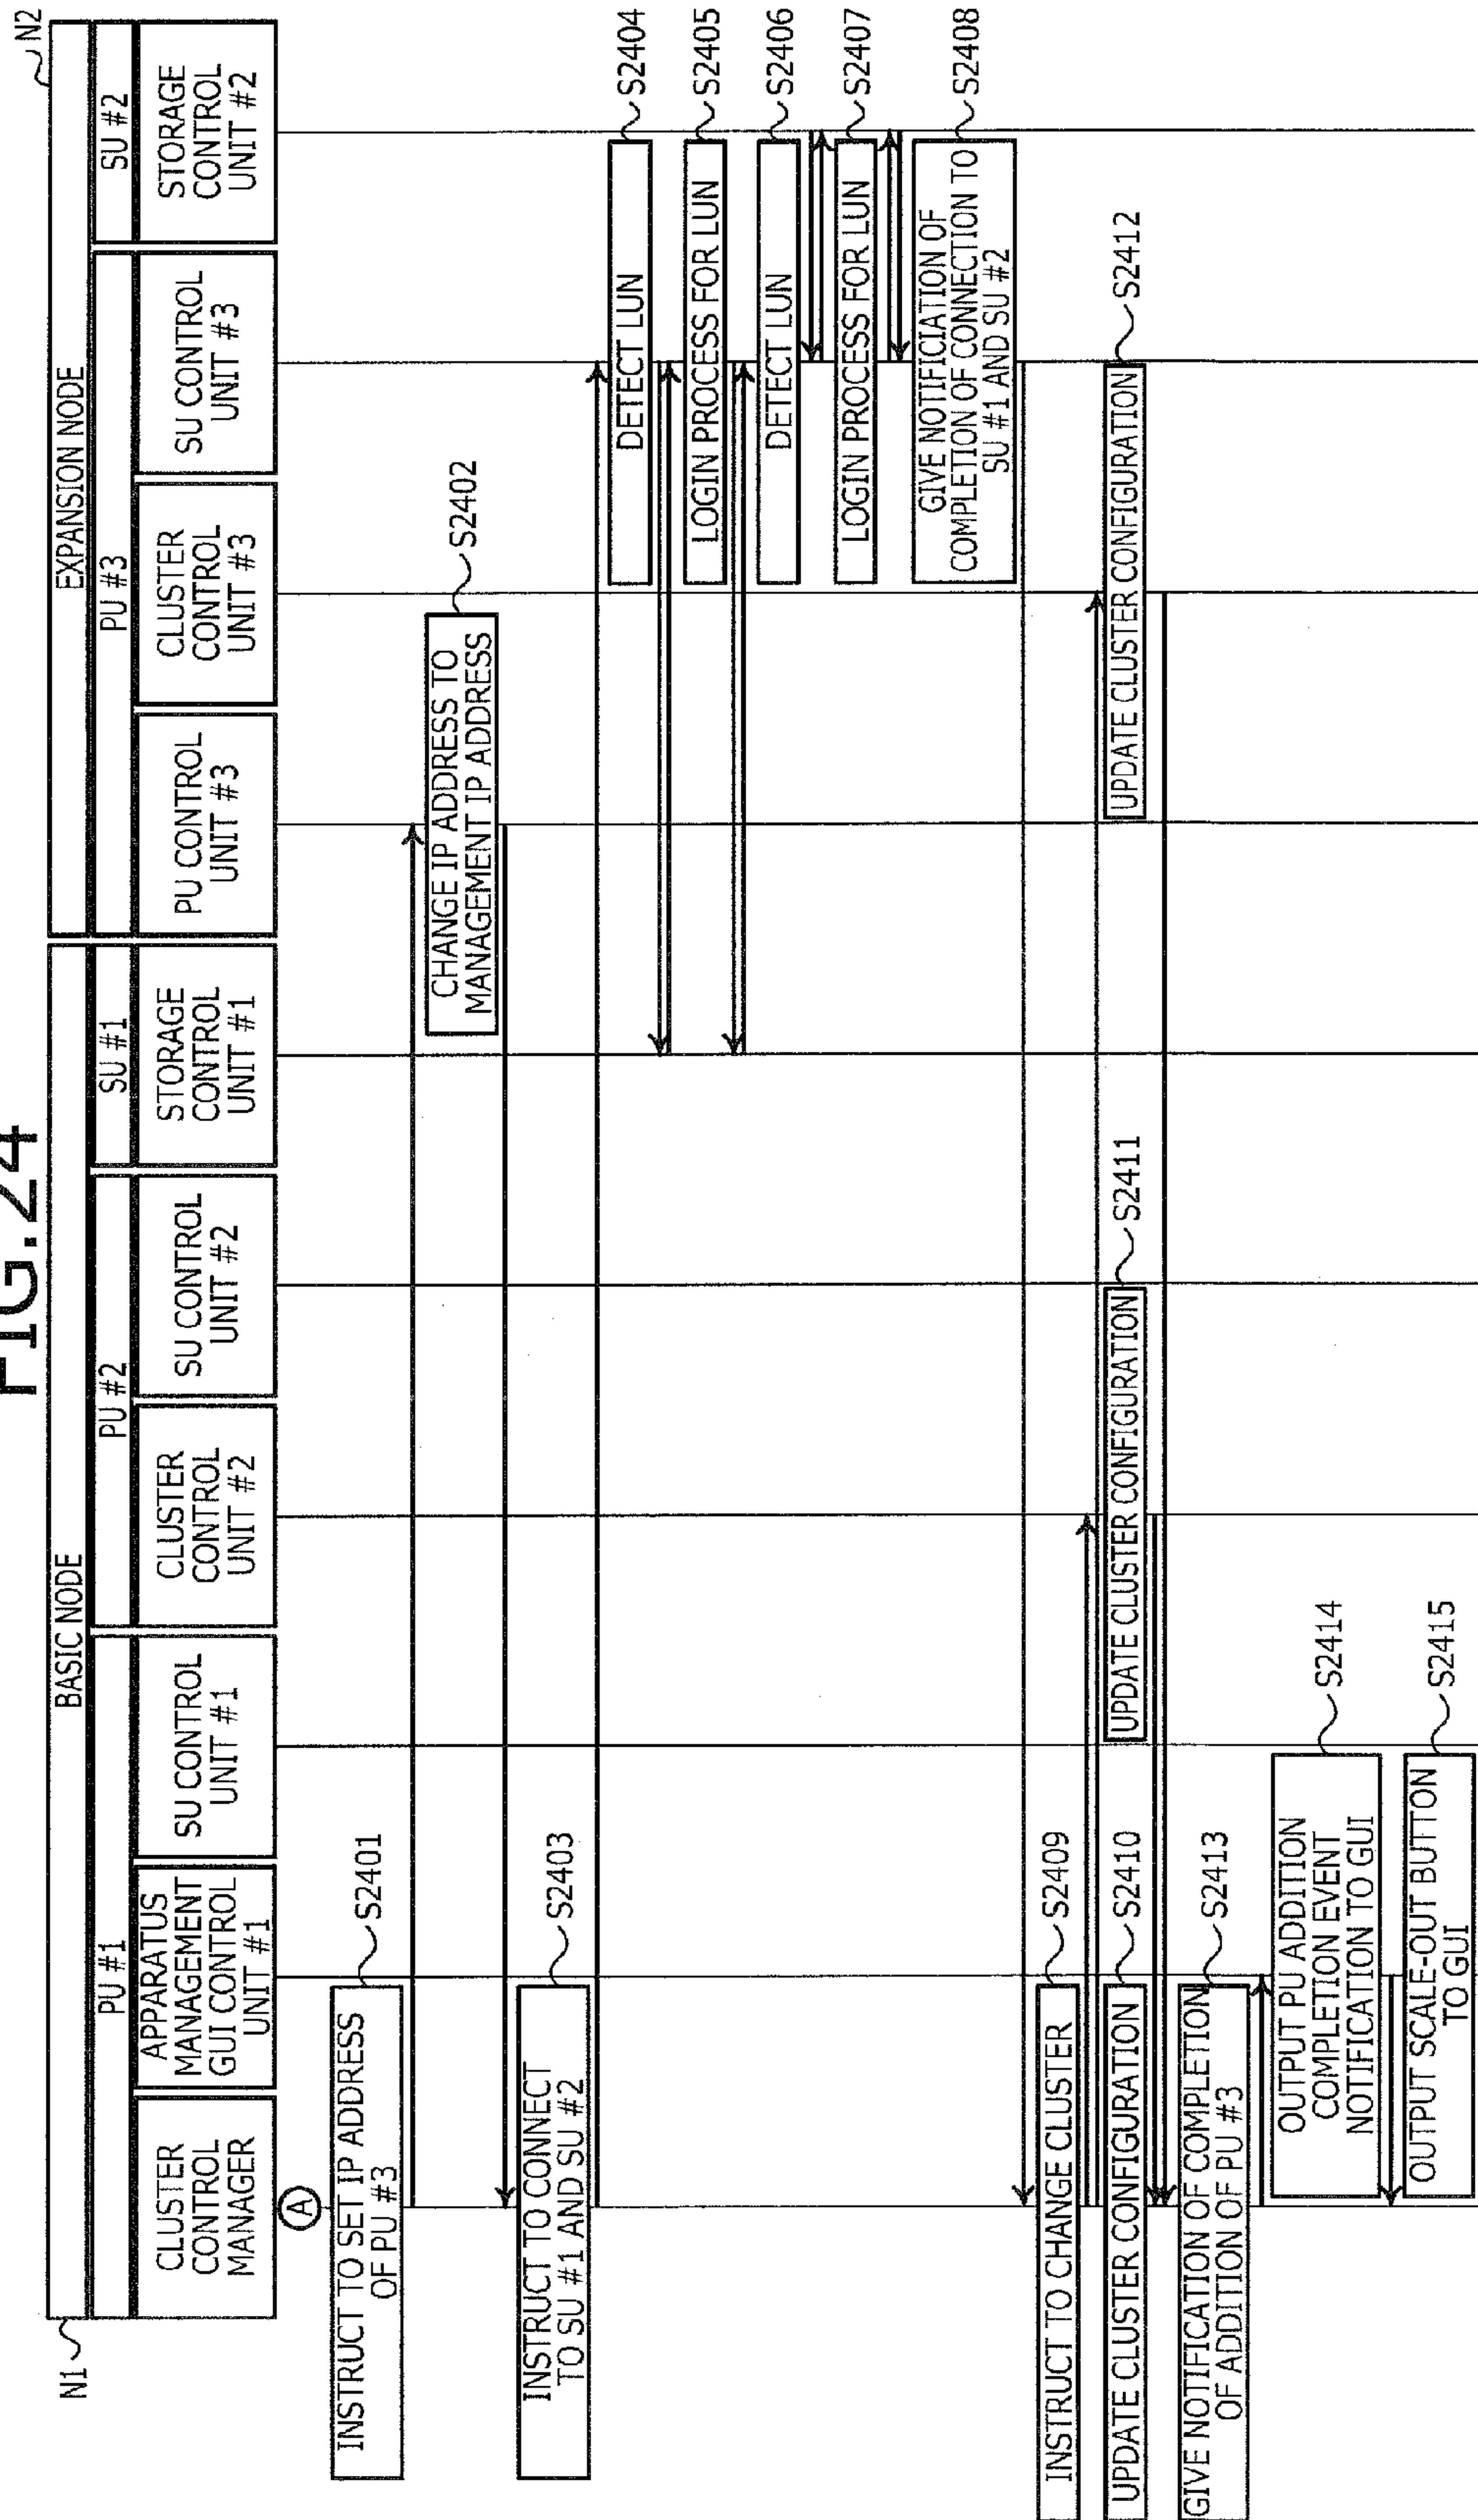 FIG.24
N1
N2
BASIC NODE
EXPANSION NODE
PU #1
PU #2
SU #1
PU #3
SU #2
CLUSTER
CONTROL
MANAGER
APPARATUS
MANAGEMENT
GUI CONTROL
UNIT #1
SU CONTROL
UNIT #1
CLUSTER
CONTROL
UNIT #2
SU CONTROL
UNIT #2
STORAGE
CONTROL
UNIT #1
PU CONTROL
UNIT #3
CLUSTER
CONTROL
UNIT #3
SU CONTROL
UNIT #3
STORAGE
CONTROL
UNIT #2
A
INSTRUCT TO SET IP ADDRESS
OF PU #3
S2401
CHANGE IP ADDRESS TO
MANAGEMENT IP ADDRESS
S2402
INSTRUCT TO CONNECT
TO SU #1 AND SU #2
S2403
DETECT LUN
S2404
LOGIN PROCESS FOR LUN
S2405
DETECT LUN
S2406
LOGIN PROCESS FOR LUN
S2407
GIVE NOTIFICIATION OF
COMPLETION OF CONNECTION TO
SU #1 AND SU #2
S2408
INSTRUCT TO CHANGE CLUSTER
S2409
UPDATE CLUSTER CONFIGURATION
S2410
UPDATE CLUSTER CONFIGURATION
S2411
UPDATE CLUSTER CONFIGURATION
S2412
GIVE NOTIFICATION OF COMPLETION
OF ADDITION OF PU #3
S2413
OUTPUT PU ADDITION
COMPLETION EVENT
NOTIFICATION TO GUI
S2414
OUTPUT SCALE-OUT BUTTON
TO GUI
S2415